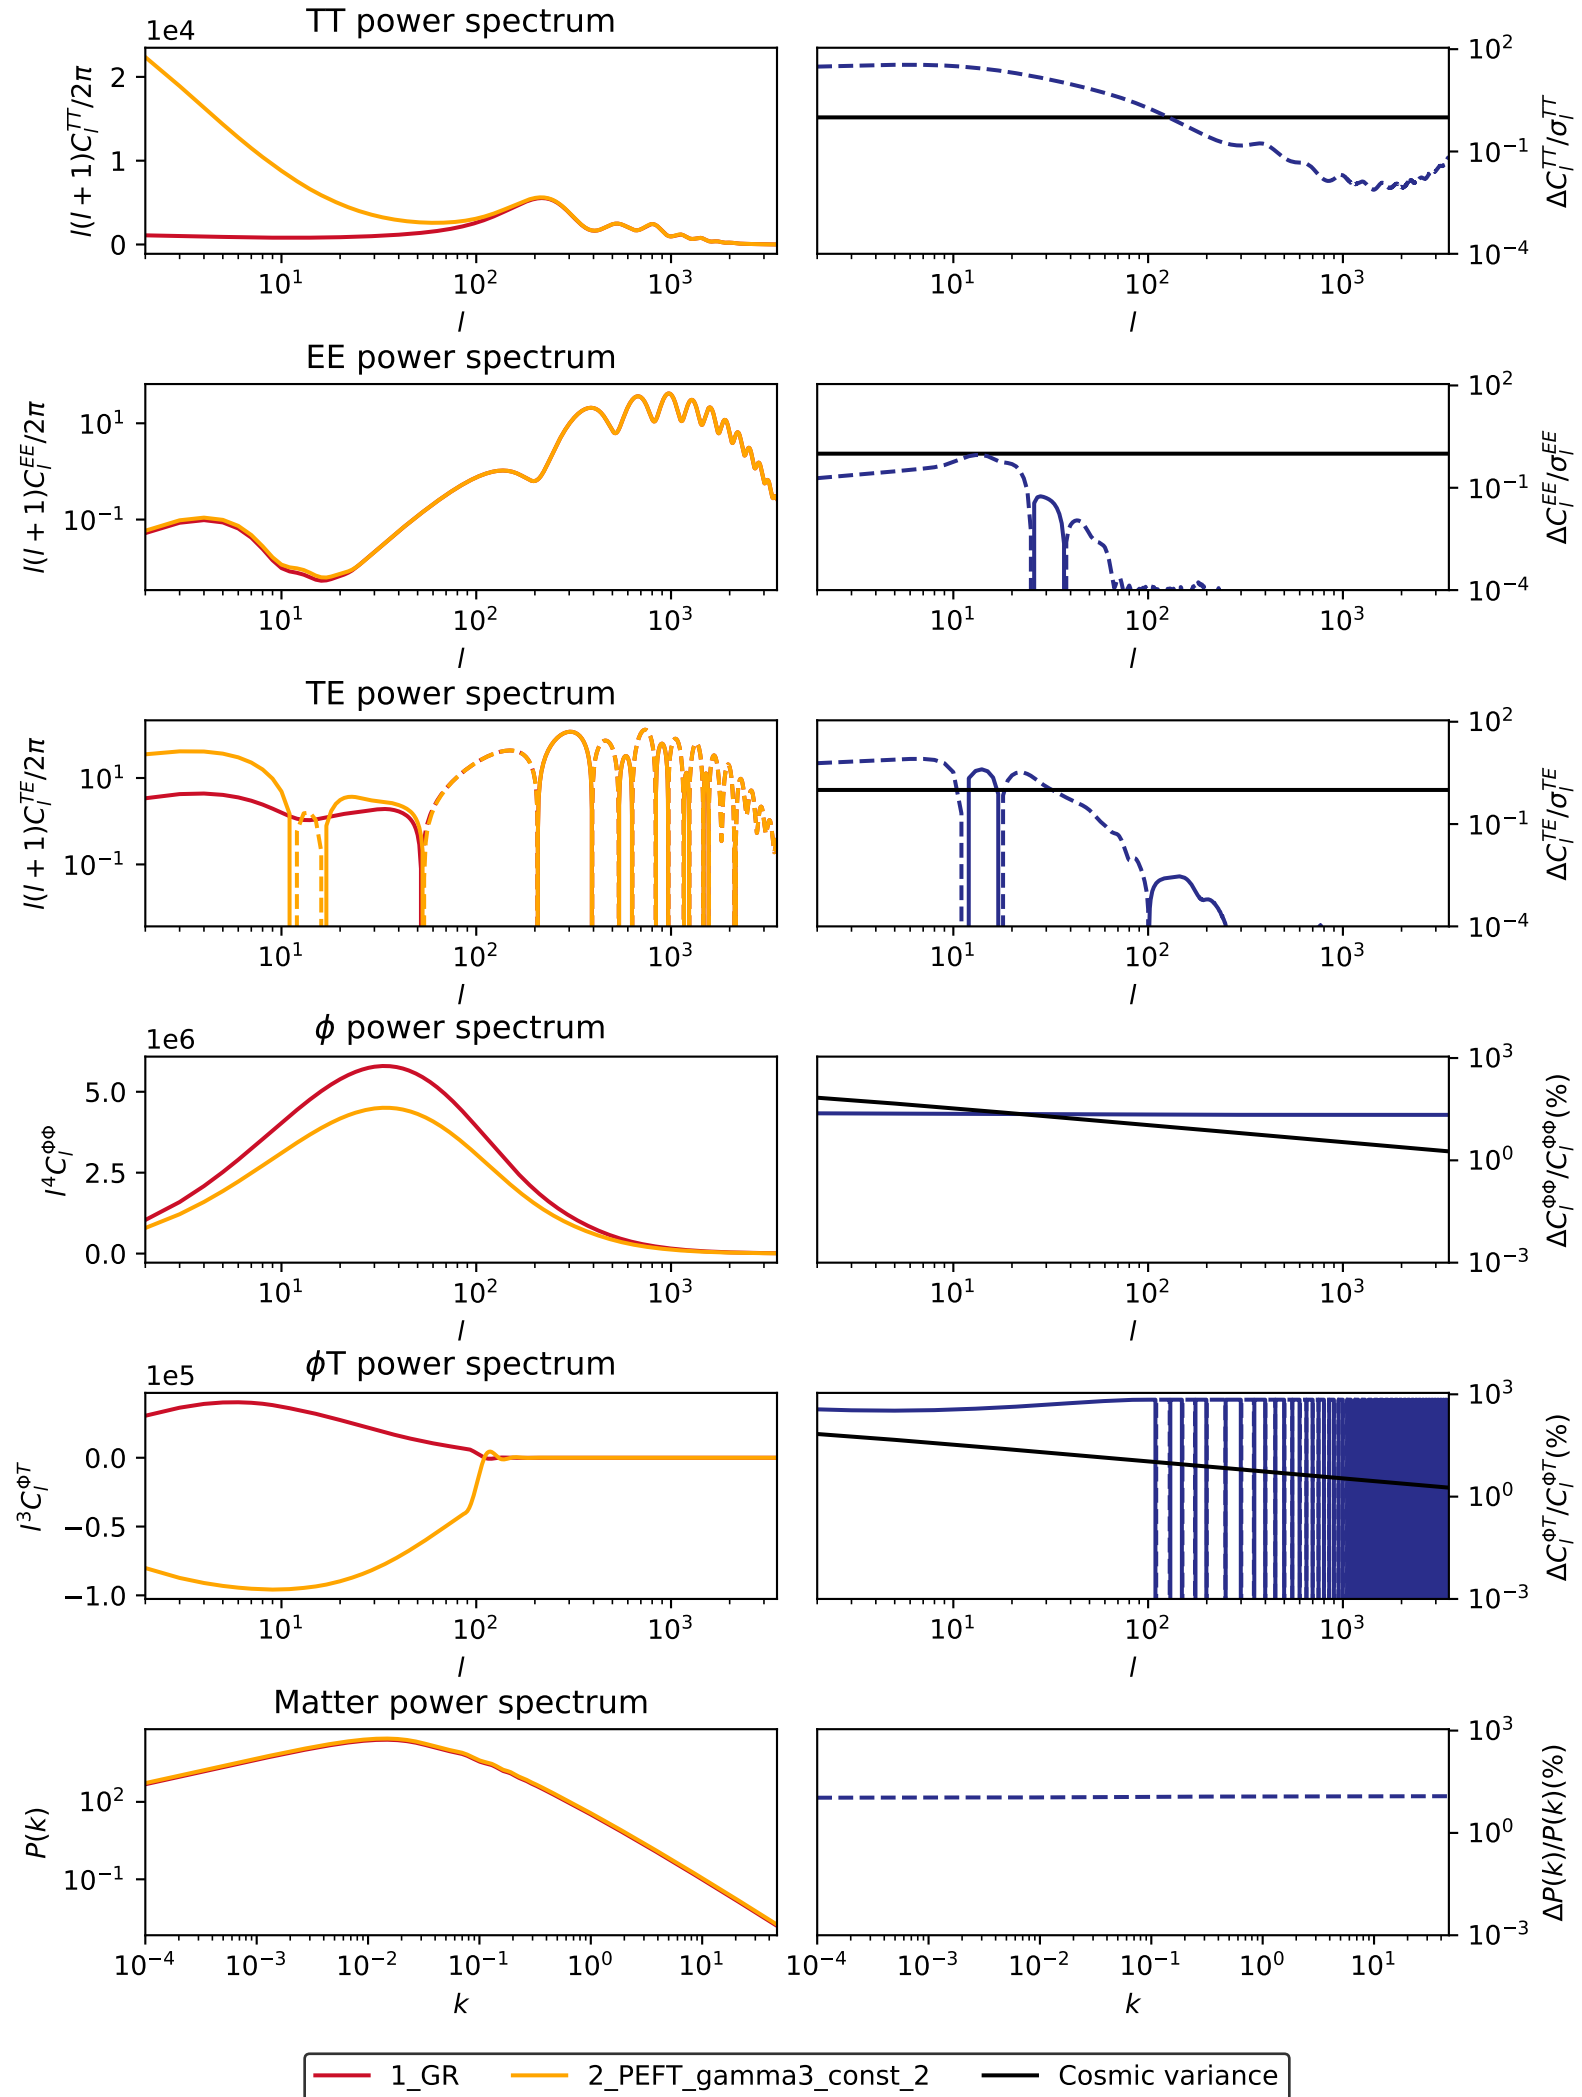 TT power spectrum
1e4
l(l + 1)C_l^{TT}/2π
2
1
0
10^1
10^2
10^3
l
10^2
10^{-1}
10^{-4}
ΔC_l^{TT}/σ_l^{TT}
10^1
10^2
10^3
l
EE power spectrum
l(l + 1)C_l^{EE}/2π
10^1
10^{-1}
10^1
10^2
10^3
l
10^2
10^{-1}
10^{-4}
ΔC_l^{EE}/σ_l^{EE}
10^1
10^2
10^3
l
TE power spectrum
l(l + 1)C_l^{TE}/2π
10^1
10^{-1}
10^1
10^2
10^3
l
10^2
10^{-1}
10^{-4}
ΔC_l^{TE}/σ_l^{TE}
10^1
10^2
10^3
l
ϕ power spectrum
1e6
l^4C_l^{ΦΦ}
5.0
2.5
0.0
10^1
10^2
10^3
l
10^3
10^0
10^{-3}
ΔC_l^{ΦΦ}/C_l^{ΦΦ}(%)
10^1
10^2
10^3
l
ϕT power spectrum
1e5
l^3C_l^{ΦT}
0.0
−0.5
−1.0
10^1
10^2
10^3
l
10^3
10^0
10^{-3}
ΔC_l^{ΦT}/C_l^{ΦT}(%)
10^1
10^2
10^3
l
Matter power spectrum
P(k)
10^2
10^{-1}
10^{-4}
10^{-3}
10^{-2}
10^{-1}
10^0
10^1
k
10^3
10^0
10^{-3}
ΔP(k)/P(k)(%)
10^{-4}
10^{-3}
10^{-2}
10^{-1}
10^0
10^1
k
1_GR
2_PEFT_gamma3_const_2
Cosmic variance